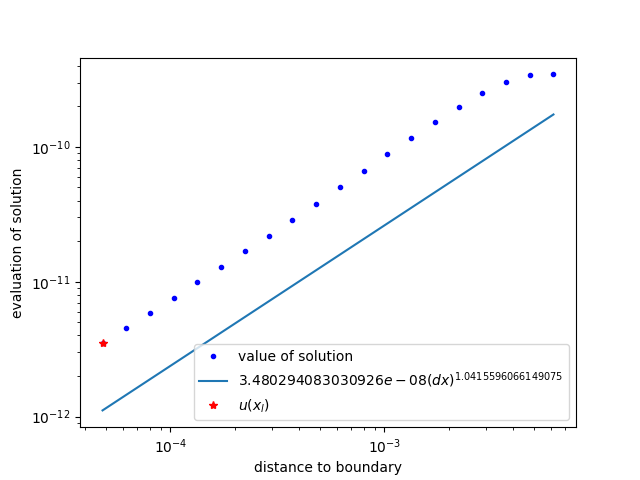 10⁻¹⁰
10⁻¹¹
10⁻¹²
evaluation of solution
value of solution
3.480294083030926e − 08(dx)¹·⁰⁴¹⁵⁵⁹⁶⁰⁶⁶¹⁴⁹⁰⁷⁵
u(x_l)
10⁻⁴ 10⁻³
distance to boundary